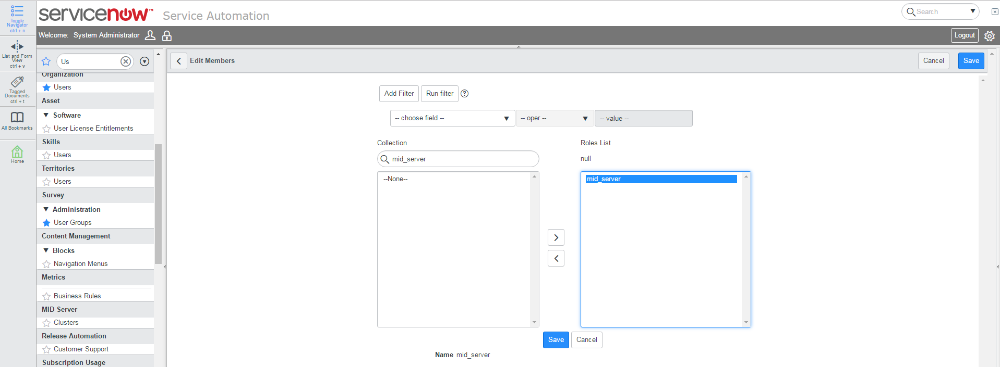 Toggle
Navigator
ctrl + n
List and Form
View
ctrl + v
Tagged
Documents
ctrl + t
All Bookmarks
Home
servicenow™ Service Automation
Search
Welcome: System Administrator
Logout
Us
Organization
Users
Asset
Software
User License Entitlements
Skills
Users
Territories
Users
Survey
Administration
User Groups
Content Management
Blocks
Navigation Menus
Metrics
Business Rules
MID Server
Clusters
Release Automation
Customer Support
Subscription Usage
Edit Members
Cancel Save
Add Filter Run filter ?
-- choose field -- -- oper -- -- value --
Collection
mid_server
--None--
Roles List
null
mid_server
Save Cancel
Name mid_server